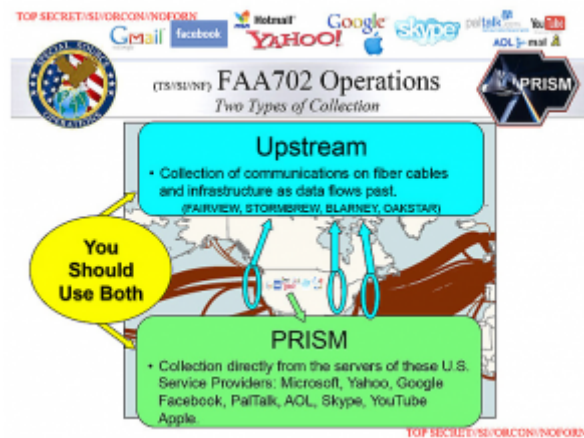 TOP SECRET//SI//ORCON//NOFORN
Gmail facebook Hotmail YAHOO! Google skype paltalk YouTube
AOL mail
SPECIAL SOURCE OPERATIONS
(TS//SI//NF) FAA702 Operations
Two Types of Collection
PRISM
Upstream
• Collection of communications on fiber cables
and infrastructure as data flows past.
(FAIRVIEW, STORMBREW, BLARNEY, OAKSTAR)
You
Should
Use Both
PRISM
• Collection directly from the servers of these U.S.
Service Providers: Microsoft, Yahoo, Google
Facebook, PalTalk, AOL, Skype, YouTube
Apple.
TOP SECRET//SI//ORCON//NOFORN